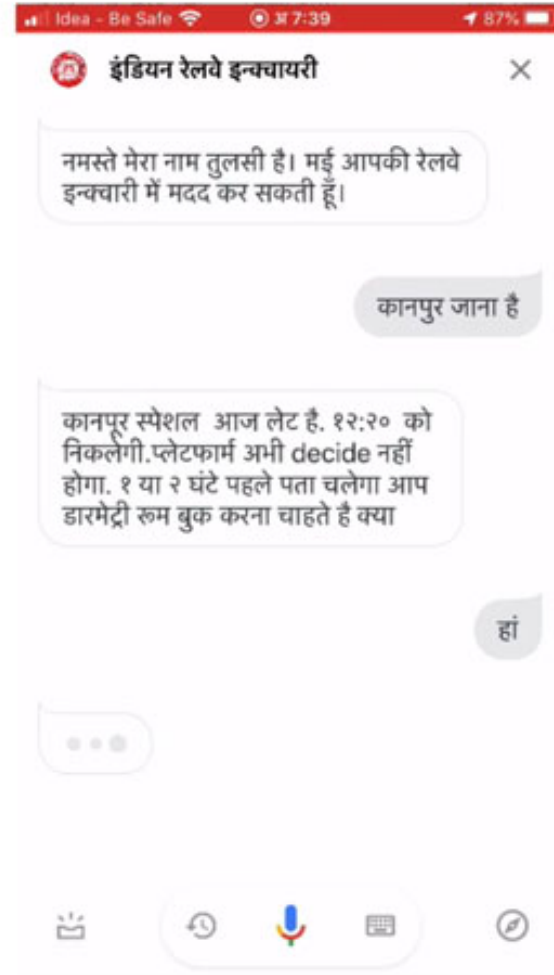 Idea - Be Safe अ 7:39 87%
इंडियन रेलवे इन्क्वायरी
नमस्ते मेरा नाम तुलसी है। मई आपकी रेलवे
इन्क्वारी में मदद कर सकती हूँ।
कानपुर जाना है
कानपूर स्पेशल आज लेट है. १२:२० को
निकलेगी.प्लेटफार्म अभी decide नहीं
होगा. १ या २ घंटे पहले पता चलेगा आप
डारमेट्री रूम बुक करना चाहते है क्या
हां